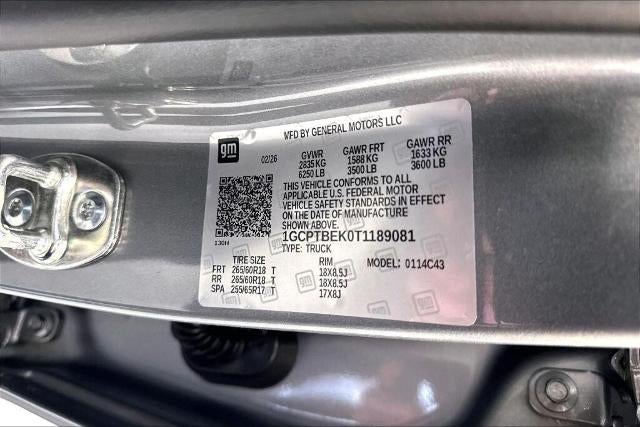 MFD BY GENERAL MOTORS LLC
gm
02/26 GVWR GAWR FRT GAWR RR
2835 KG 1588 KG 1633 KG
6250 LB 3500 LB 3600 LB
THIS VEHICLE CONFORMS TO ALL
APPLICABLE U.S. FEDERAL MOTOR
VEHICLE SAFETY STANDARDS IN EFFECT
ON THE DATE OF MANUFACTURE
SHOWN ABOVE.
1GCPTBEK0T1189081
TYPE: TRUCK
TIRE SIZE RIM MODEL: 0114C43
FRT 265/60R18 T 18X8.5J
RR 265/60R18 T 18X8.5J
SPA 255/65R17 T 17X8J